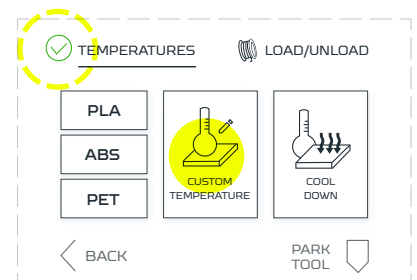 TEMPERATURES
LOAD/UNLOAD
PLA
ABS
PET
CUSTOM
TEMPERATURE
COOL
DOWN
BACK
PARK
TOOL